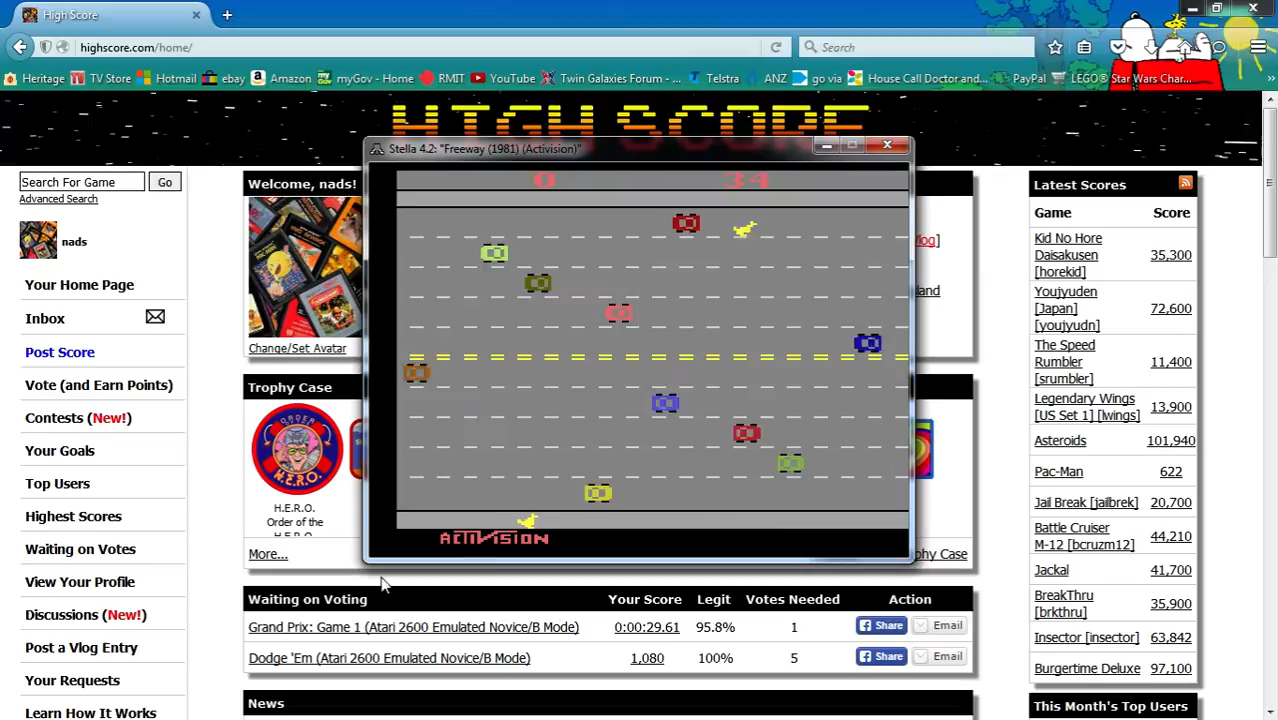 High Score
highscore.com/home/
Search
Heritage TV Store Hotmail ebay Amazon myGov - Home RMIT YouTube Twin Galaxies Forum - ... Telstra ANZ go via House Call Doctor and... PayPal LEGO® Star Wars Char... »
HIGH SCORE
Stella 4.2: "Freeway (1981) (Activision)"
0 34
ACTIVISION
Search For Game Go
Advanced Search
nads
Your Home Page
Inbox
Post Score
Vote (and Earn Points)
Contests (New!)
Your Goals
Top Users
Highest Scores
Waiting on Votes
View Your Profile
Discussions (New!)
Post a Vlog Entry
Your Requests
Learn How It Works
Welcome, nads!
log]
land
Change/Set Avatar
Trophy Case
ORDER
H.E.R.O.
H.E.R.O.
Order of the
H.E.R.O.
More...
phy Case
Waiting on Voting Your Score Legit Votes Needed Action
Grand Prix: Game 1 (Atari 2600 Emulated Novice/B Mode) 0:00:29.61 95.8% 1 Share Email
Dodge 'Em (Atari 2600 Emulated Novice/B Mode) 1,080 100% 5 Share Email
News
Latest Scores
Game Score
Kid No Hore
Daisakusen 35,300
[horekid]
Youjyuden
[Japan] 72,600
[youjyudn]
The Speed
Rumbler 11,400
[srumbler]
Legendary Wings 13,900
[US Set 1] [lwings]
Asteroids 101,940
Pac-Man 622
Jail Break [jailbrek] 20,700
Battle Cruiser 44,210
M-12 [bcruzm12]
Jackal 41,700
BreakThru 35,900
[brkthru]
Insector [insector] 63,842
Burgertime Deluxe 97,100
This Month's Top Users